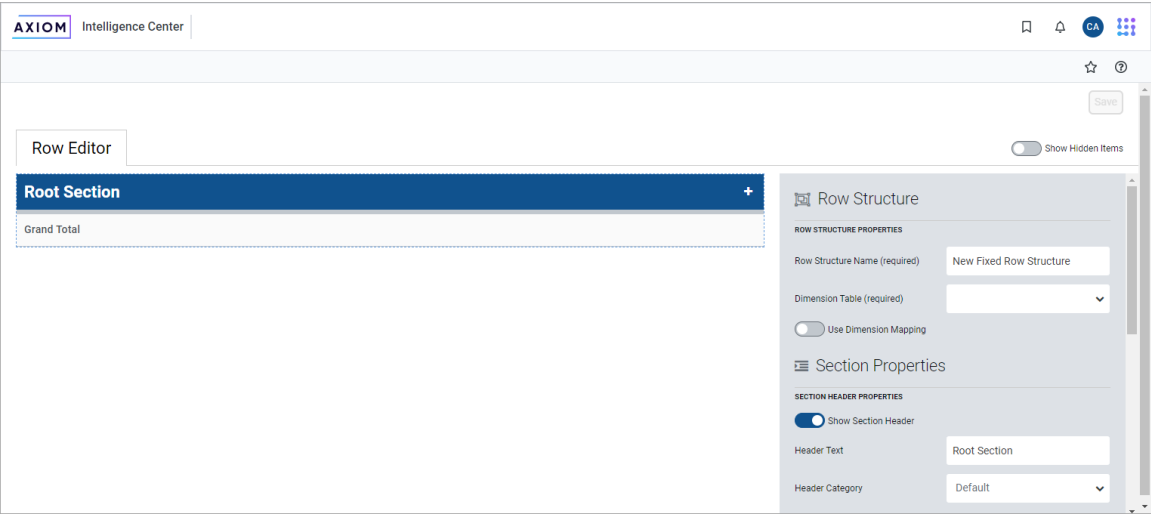 AXIOM Intelligence Center CA
Save
Row Editor Show Hidden Items
Root Section +
Grand Total
Row Structure
ROW STRUCTURE PROPERTIES
Row Structure Name (required) New Fixed Row Structure
Dimension Table (required)
Use Dimension Mapping
Section Properties
SECTION HEADER PROPERTIES
Show Section Header
Header Text Root Section
Header Category Default